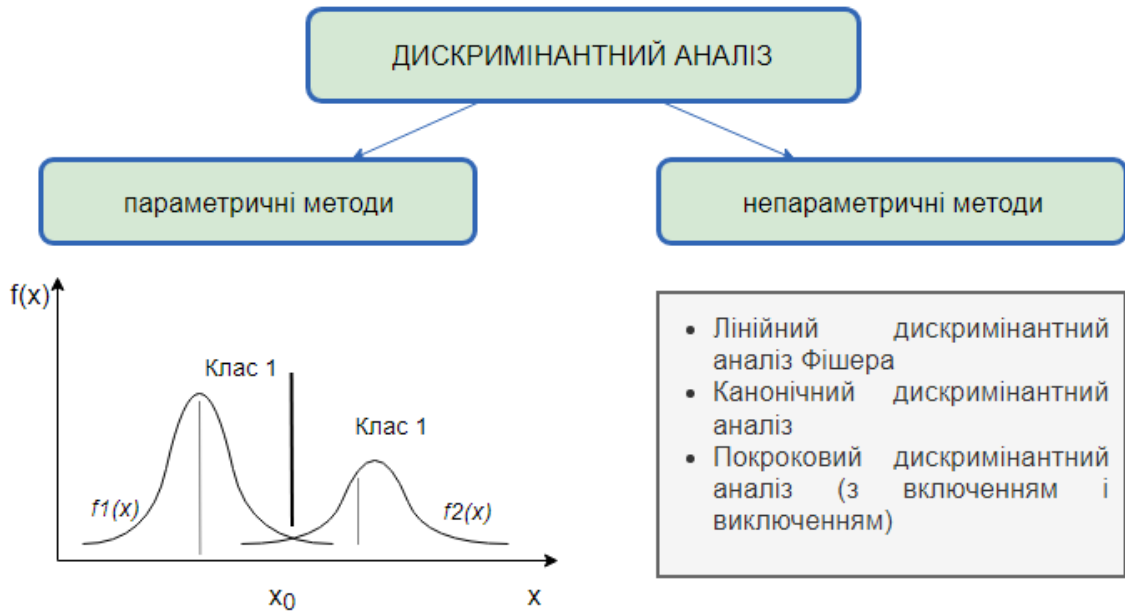 ДИСКРИМІНАНТНИЙ АНАЛІЗ
параметричні методи
непараметричні методи
f(x)
Клас 1
Клас 1
f1(x)
f2(x)
x0
x
• Лінійний дискримінантний
аналіз Фішера
• Канонічний дискримінантний
аналіз
• Покроковий дискримінантний
аналіз (з включенням і
виключенням)